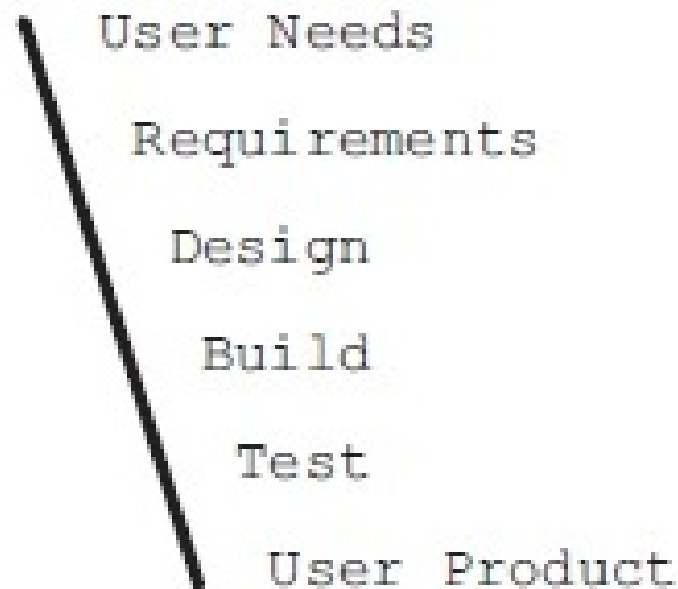 User Needs
Requirements
Design
Build
Test
User Product